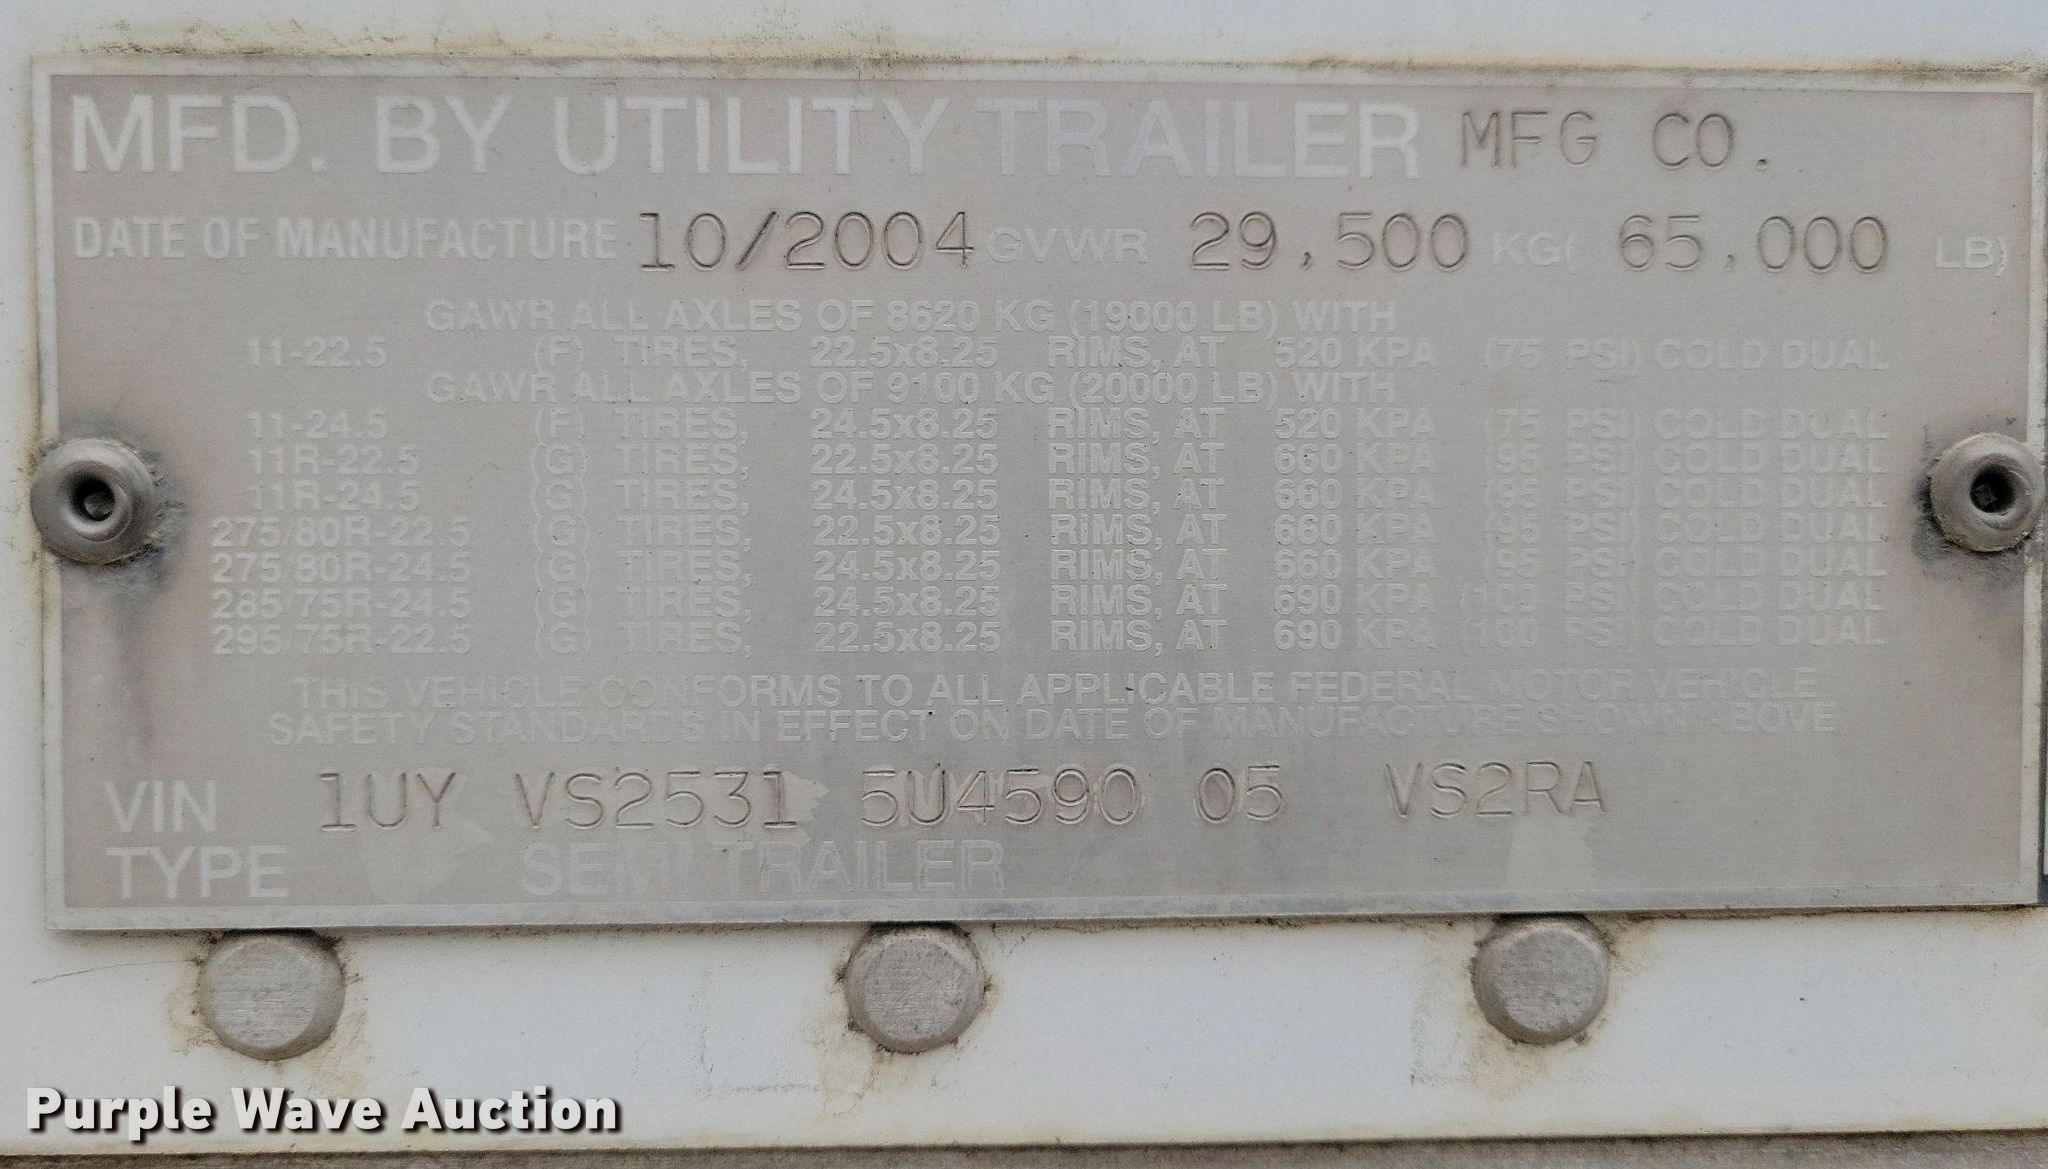 MFD. BY UTILITY TRAILER MFG CO.
DATE OF MANUFACTURE 10/2004 GVWR 29,500 KG( 65,000 LB)
GAWR ALL AXLES OF 8620 KG (19000 LB) WITH
11-22.5 (F) TIRES, 22.5x8.25 RIMS, AT 520 KPA (75 PSI) COLD DUAL
GAWR ALL AXLES OF 9100 KG (20000 LB) WITH
11-24.5 (F) TIRES, 24.5x8.25 RIMS, AT 520 KPA (75 PSI) COLD DUAL
11R-22.5 (G) TIRES, 22.5x8.25 RIMS, AT 660 KPA (95 PSI) COLD DUAL
11R-24.5 (G) TIRES, 24.5x8.25 RIMS, AT 660 KPA (95 PSI) COLD DUAL
275/80R-22.5 (G) TIRES, 22.5x8.25 RIMS, AT 660 KPA (95 PSI) COLD DUAL
275/80R-24.5 (G) TIRES, 24.5x8.25 RIMS, AT 660 KPA (95 PSI) COLD DUAL
285/75R-24.5 (G) TIRES, 24.5x8.25 RIMS, AT 690 KPA (100 PSI) COLD DUAL
295/75R-22.5 (G) TIRES, 22.5x8.25 RIMS, AT 690 KPA (100 PSI) COLD DUAL
THIS VEHICLE CONFORMS TO ALL APPLICABLE FEDERAL MOTOR VEHICLE
SAFETY STANDARDS IN EFFECT ON DATE OF MANUFACTURE SHOWN ABOVE
VIN 1UY VS2531 5U4590 05 VS2RA
TYPE SEMI TRAILER
Purple Wave Auction